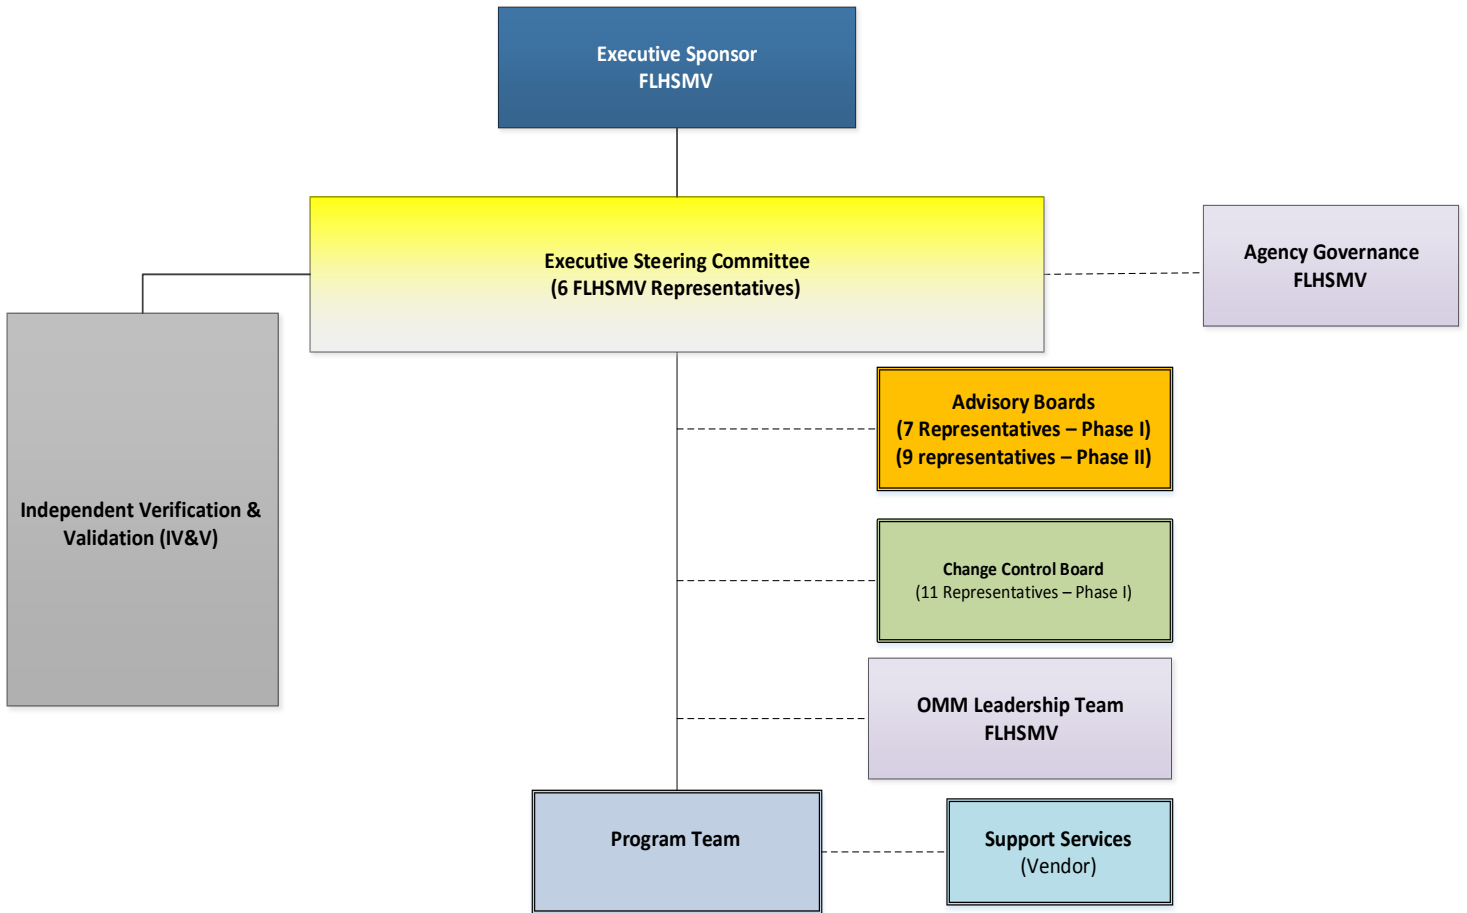 Executive Sponsor
FLHSMV
Executive Steering Committee
(6 FLHSMV Representatives)
Agency Governance
FLHSMV
Independent Verification &
Validation (IV&V)
Advisory Boards
(7 Representatives – Phase I)
(9 representatives – Phase II)
Change Control Board
(11 Representatives – Phase I)
OMM Leadership Team
FLHSMV
Program Team
Support Services
(Vendor)